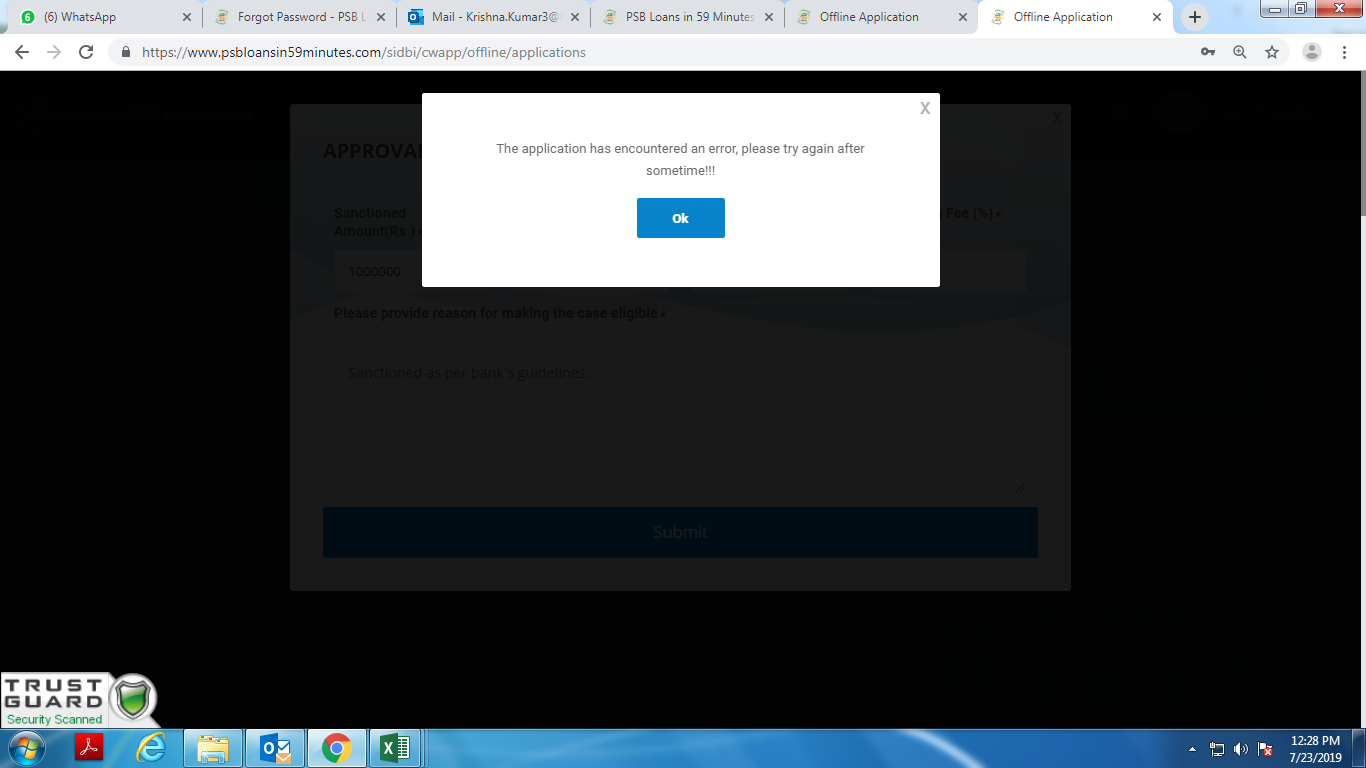 (6) WhatsApp
Forgot Password - PSB L
Mail - Krishna.Kumar3@
PSB Loans in 59 Minutes
Offline Application
Offline Application
https://www.psbloansin59minutes.com/sidbi/cwapp/offline/applications
X
X
The application has encountered an error, please try again after
sometime!!!
Ok
APPROVAL
Sanctioned
Amount(Rs.)*
Fee (%)*
1000000
Please provide reason for making the case eligible*
Sanctioned as per bank's guidelines.
Submit
TRUST
GUARD
Security Scanned
12:28 PM
7/23/2019